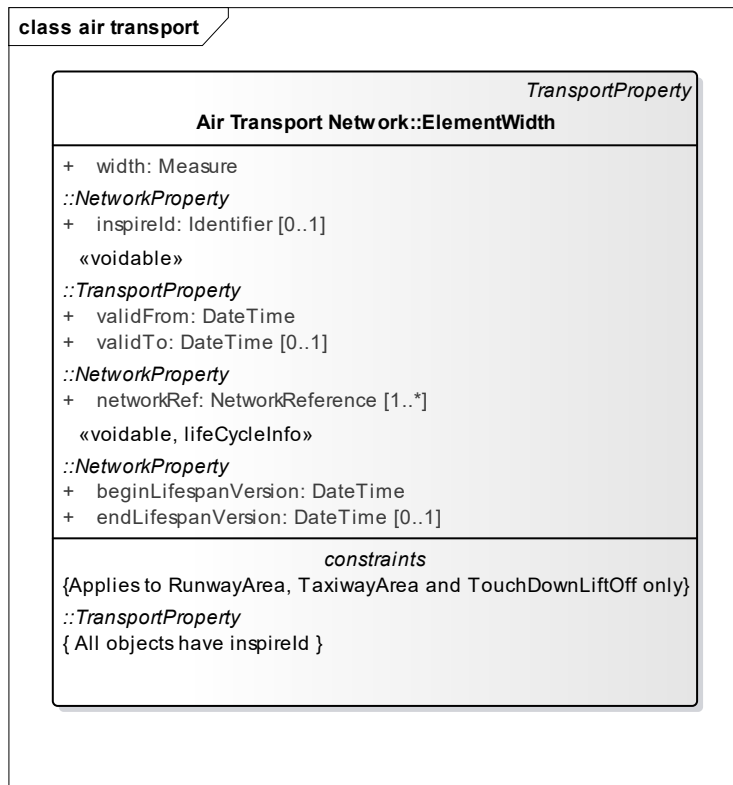 class air transport
TransportProperty
Air Transport Network::ElementWidth
+ width: Measure
::NetworkProperty
+ inspireId: Identifier [0..1]
«voidable»
::TransportProperty
+ validFrom: DateTime
+ validTo: DateTime [0..1]
::NetworkProperty
+ networkRef: NetworkReference [1..*]
«voidable, lifeCycleInfo»
::NetworkProperty
+ beginLifespanVersion: DateTime
+ endLifespanVersion: DateTime [0..1]
constraints
{Applies to RunwayArea, TaxiwayArea and TouchDownLiftOff only}
::TransportProperty
{ All objects have inspireId }